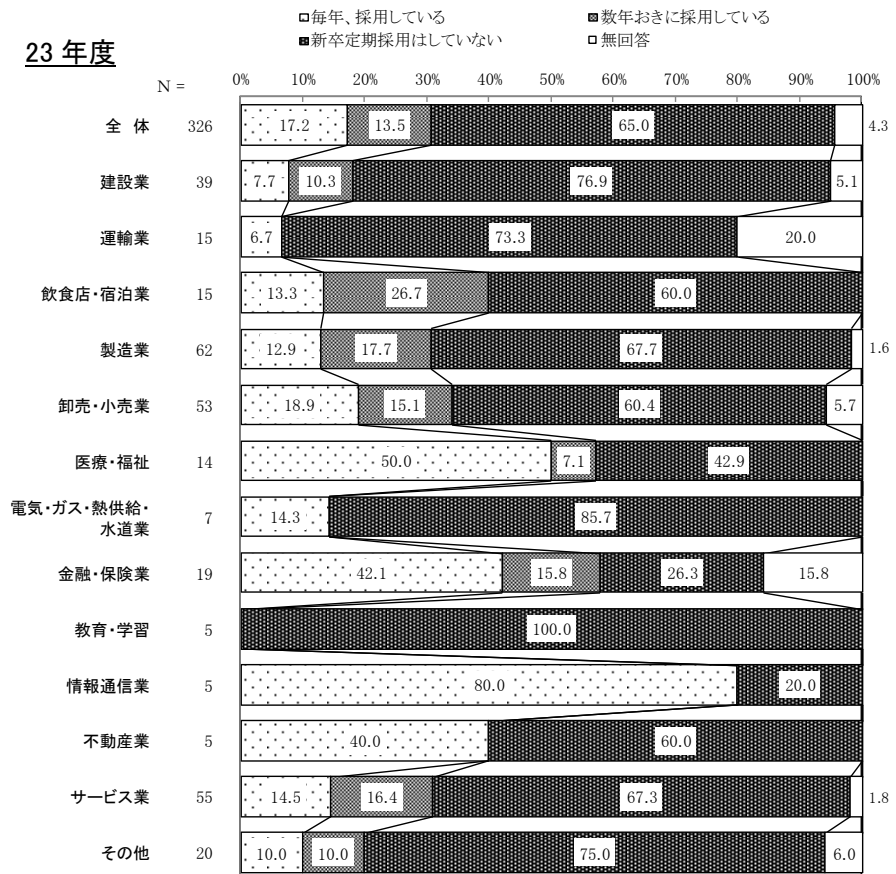 毎年、採用している 数年おきに採用している
新卒定期採用はしていない 無回答
23 年度
N = 0% 10% 20% 30% 40% 50% 60% 70% 80% 90% 100%
全 体 326 17.2 13.5 65.0 4.3
建設業 39 7.7 10.3 76.9 5.1
運輸業 15 6.7 73.3 20.0
飲食店・宿泊業 15 13.3 26.7 60.0
製造業 62 12.9 17.7 67.7 1.6
卸売・小売業 53 18.9 15.1 60.4 5.7
医療・福祉 14 50.0 7.1 42.9
電気・ガス・熱供給・
水道業 7 14.3 85.7
金融・保険業 19 42.1 15.8 26.3 15.8
教育・学習 5 100.0
情報通信業 5 80.0 20.0
不動産業 5 40.0 60.0
サービス業 55 14.5 16.4 67.3 1.8
その他 20 10.0 10.0 75.0 6.0